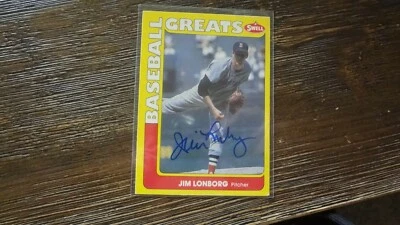 BASEBALL
GREATS
SWELL
Jim Lonborg
JIM LONBORG Pitcher